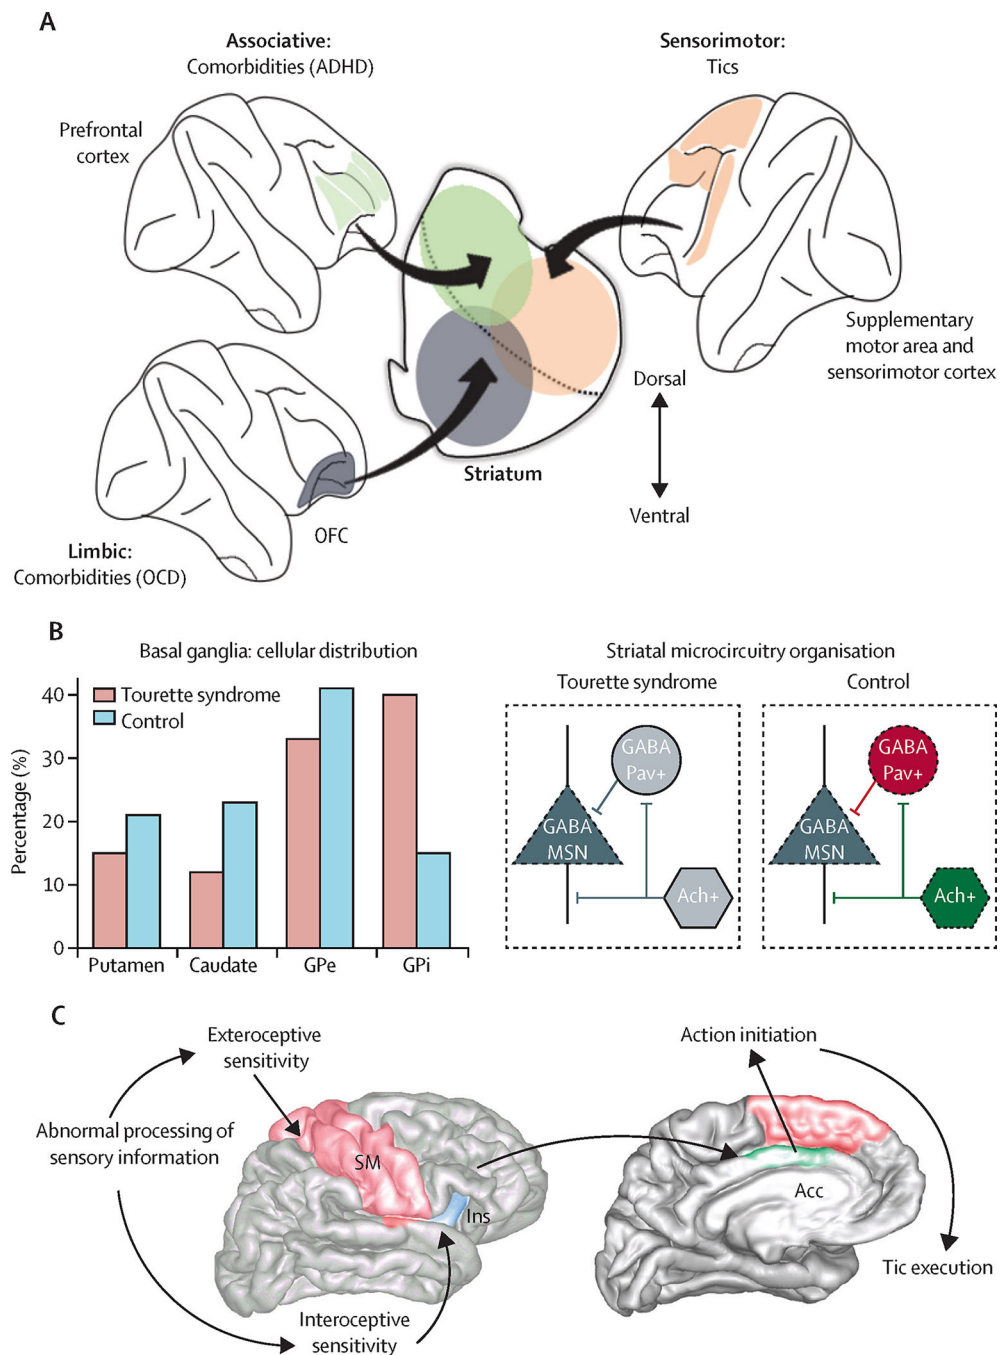 A
Associative:
Comorbidities (ADHD)
Sensorimotor:
Tics
Prefrontal
cortex
Supplementary
motor area and
sensorimotor cortex
Dorsal
Striatum
Ventral
OFC
Limbic:
Comorbidities (OCD)
B
Basal ganglia: cellular distribution
Striatal microcircuitry organisation
Tourette syndrome
Control
40
30
20
10
0
Percentage (%)
Tourette syndrome
Control
Putamen
Caudate
GPe
GPi
GABA
Pav+
GABA
MSN
Ach+
GABA
Pav+
GABA
MSN
Ach+
C
Exteroceptive
sensitivity
Action initiation
Abnormal processing of
sensory information
SM
Ins
Acc
Tic execution
Interoceptive
sensitivity